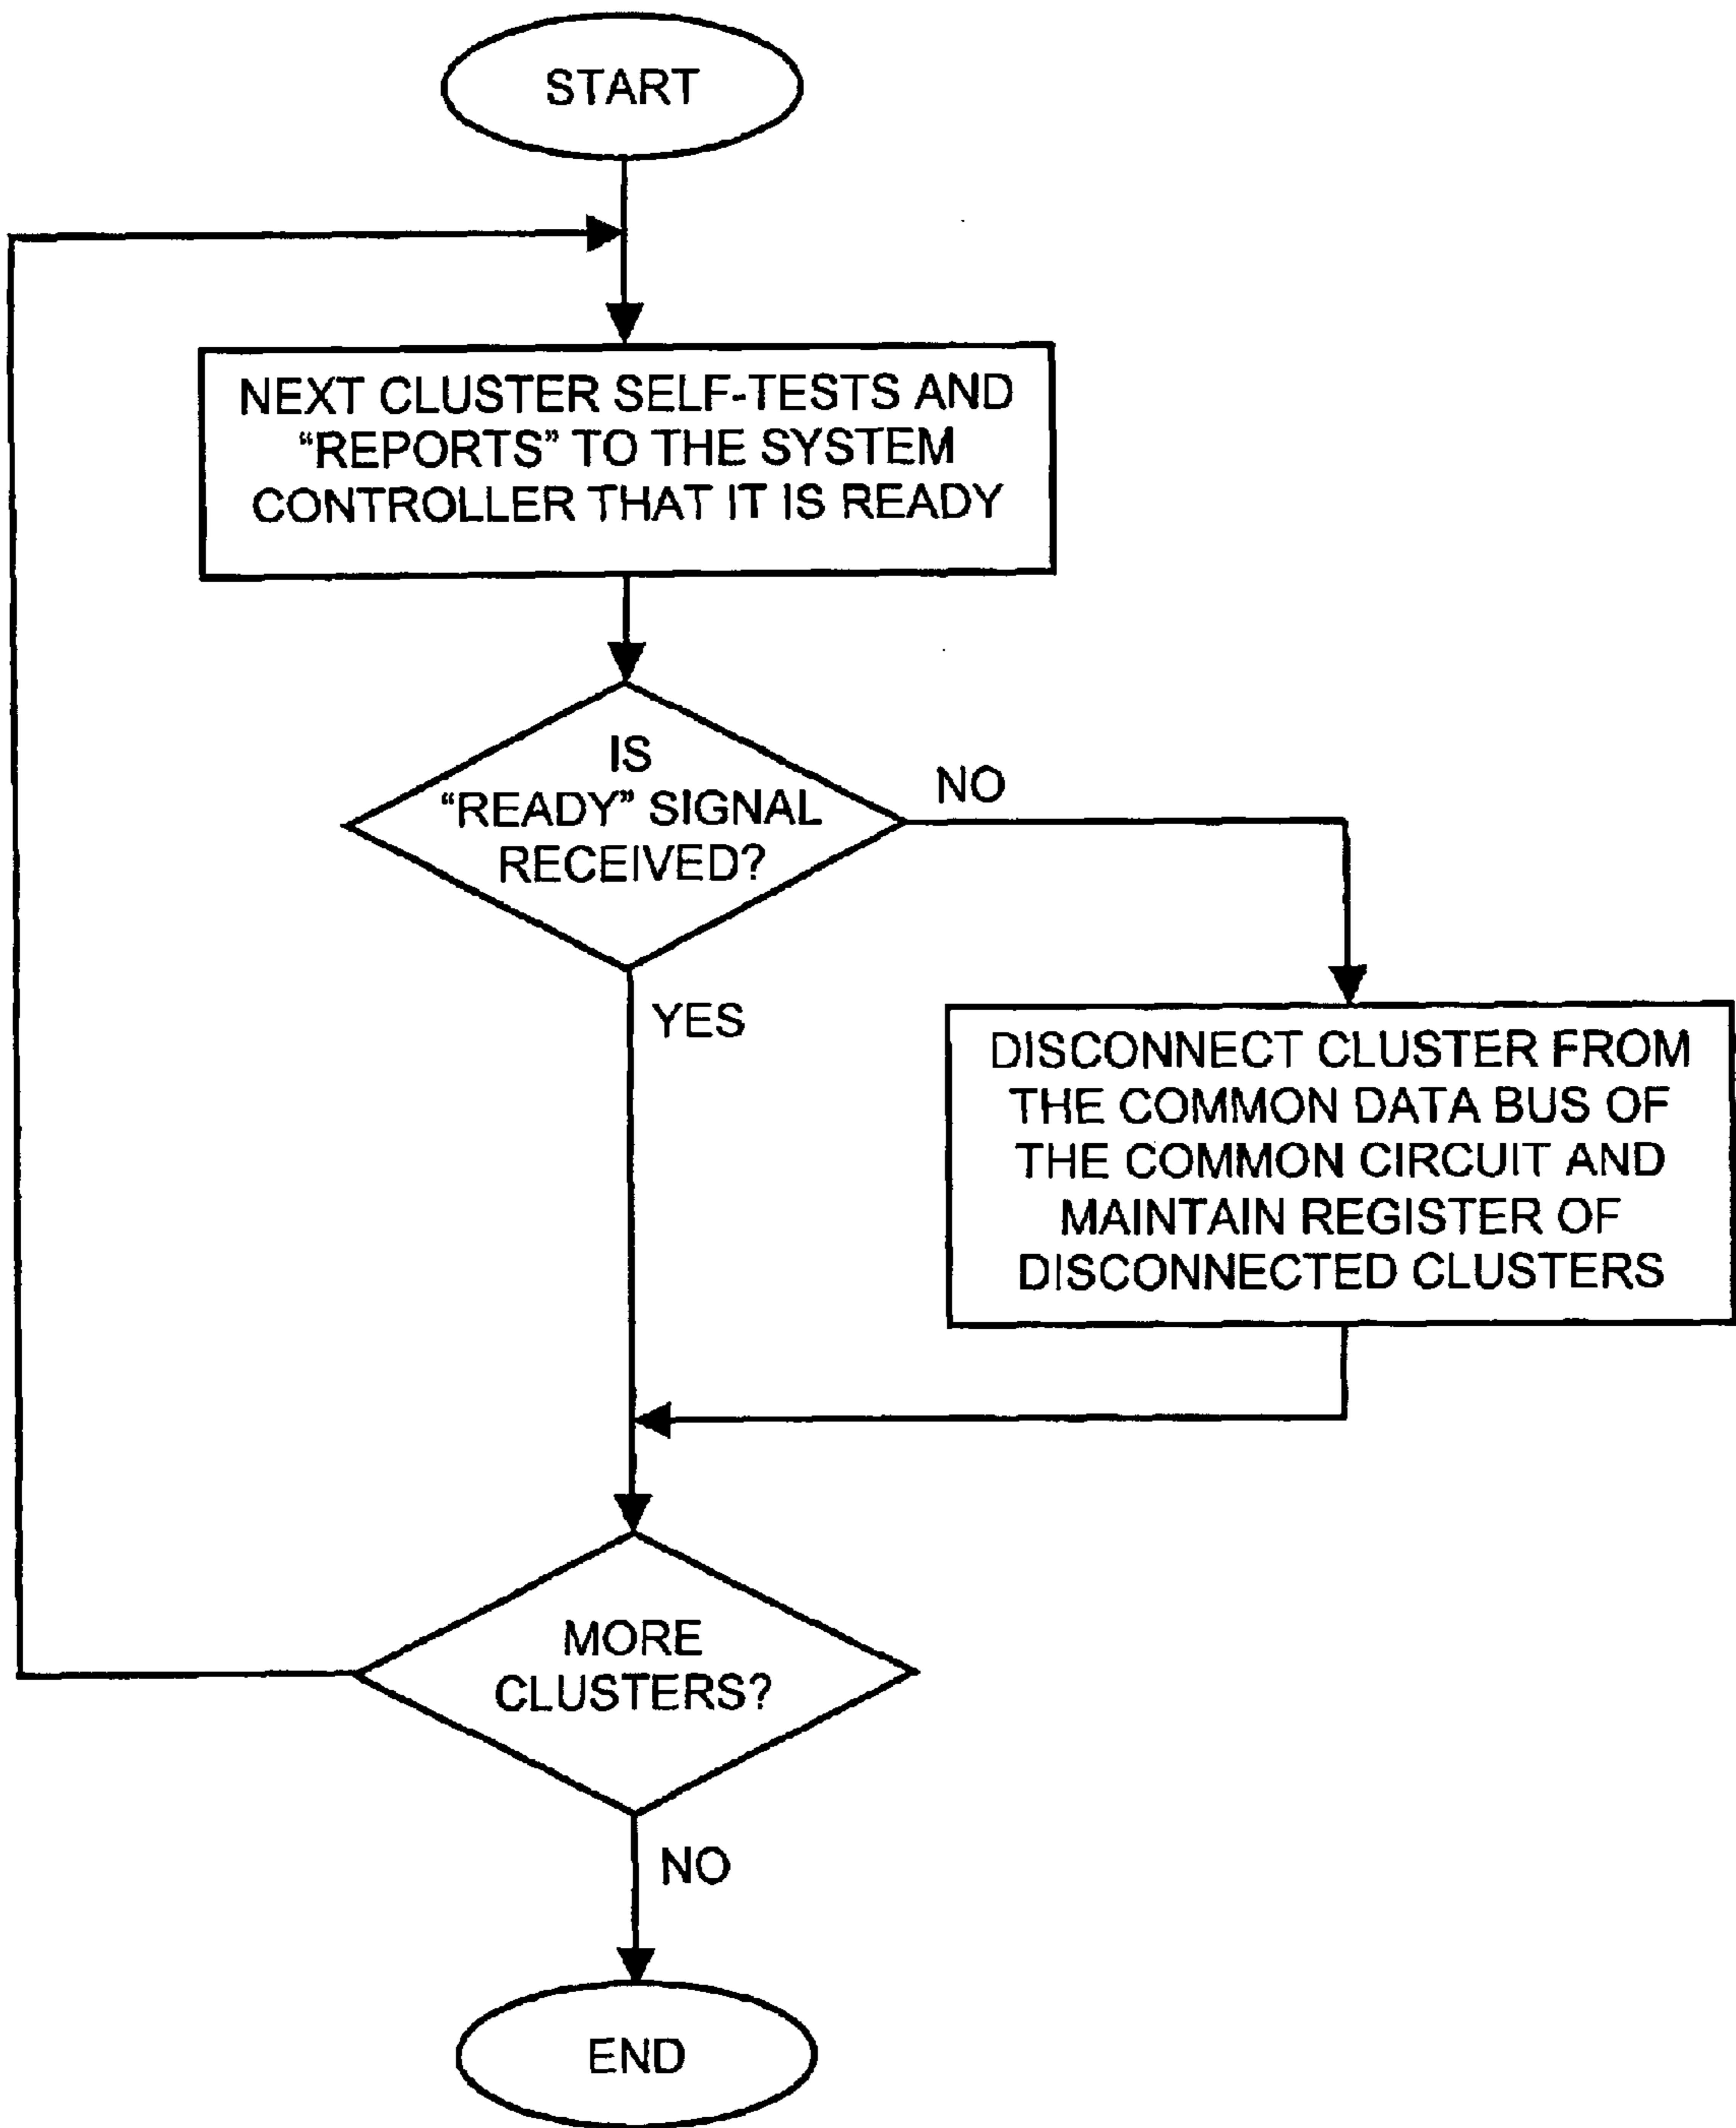 START
NEXT CLUSTER SELF-TESTS AND
“REPORTS” TO THE SYSTEM
CONTROLLER THAT IT IS READY
IS
“READY” SIGNAL
RECEIVED?
NO
YES
DISCONNECT CLUSTER FROM
THE COMMON DATA BUS OF
THE COMMON CIRCUIT AND
MAINTAIN REGISTER OF
DISCONNECTED CLUSTERS
MORE
CLUSTERS?
NO
END